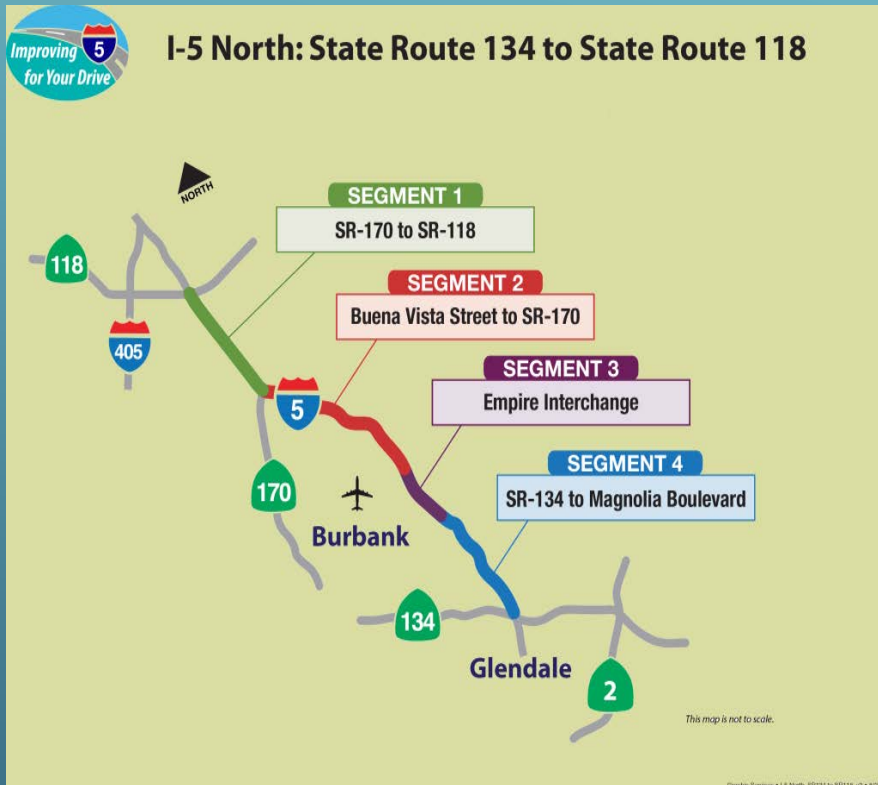 Improving 5
for Your Drive
I-5 North: State Route 134 to State Route 118
NORTH
SEGMENT 1
SR-170 to SR-118
118
SEGMENT 2
Buena Vista Street to SR-170
405
SEGMENT 3
Empire Interchange
5
SEGMENT 4
SR-134 to Magnolia Boulevard
170
Burbank
134
Glendale
2
This map is not to scale.